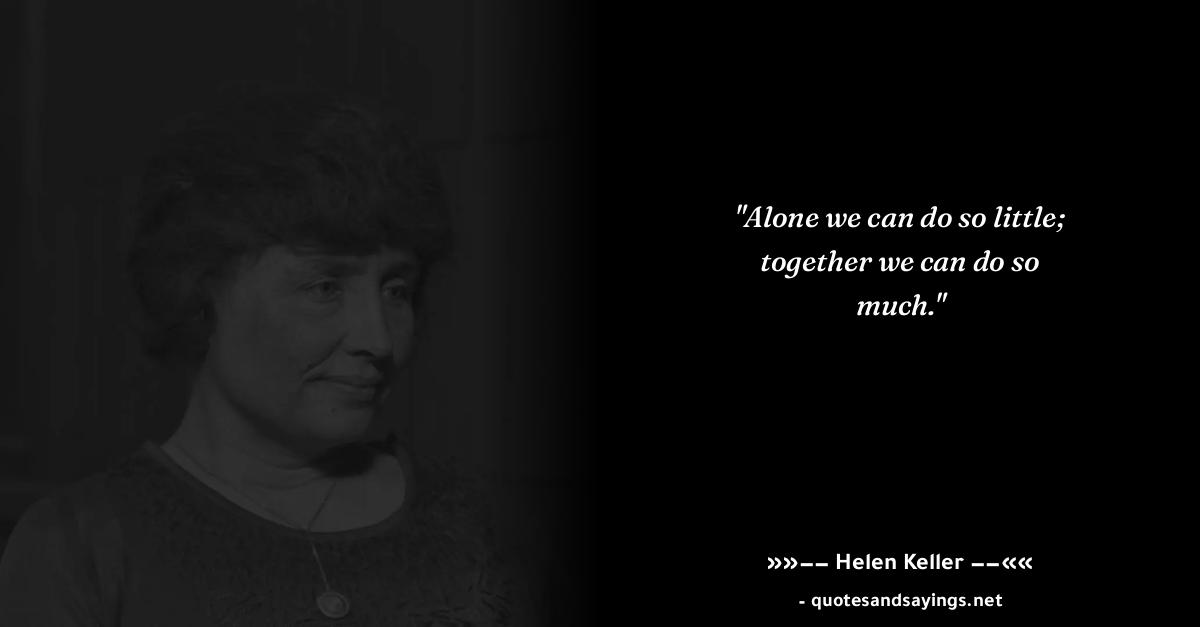 "Alone we can do so little;
together we can do so
much."
»»−− Helen Keller −−««
- quotesandsayings.net